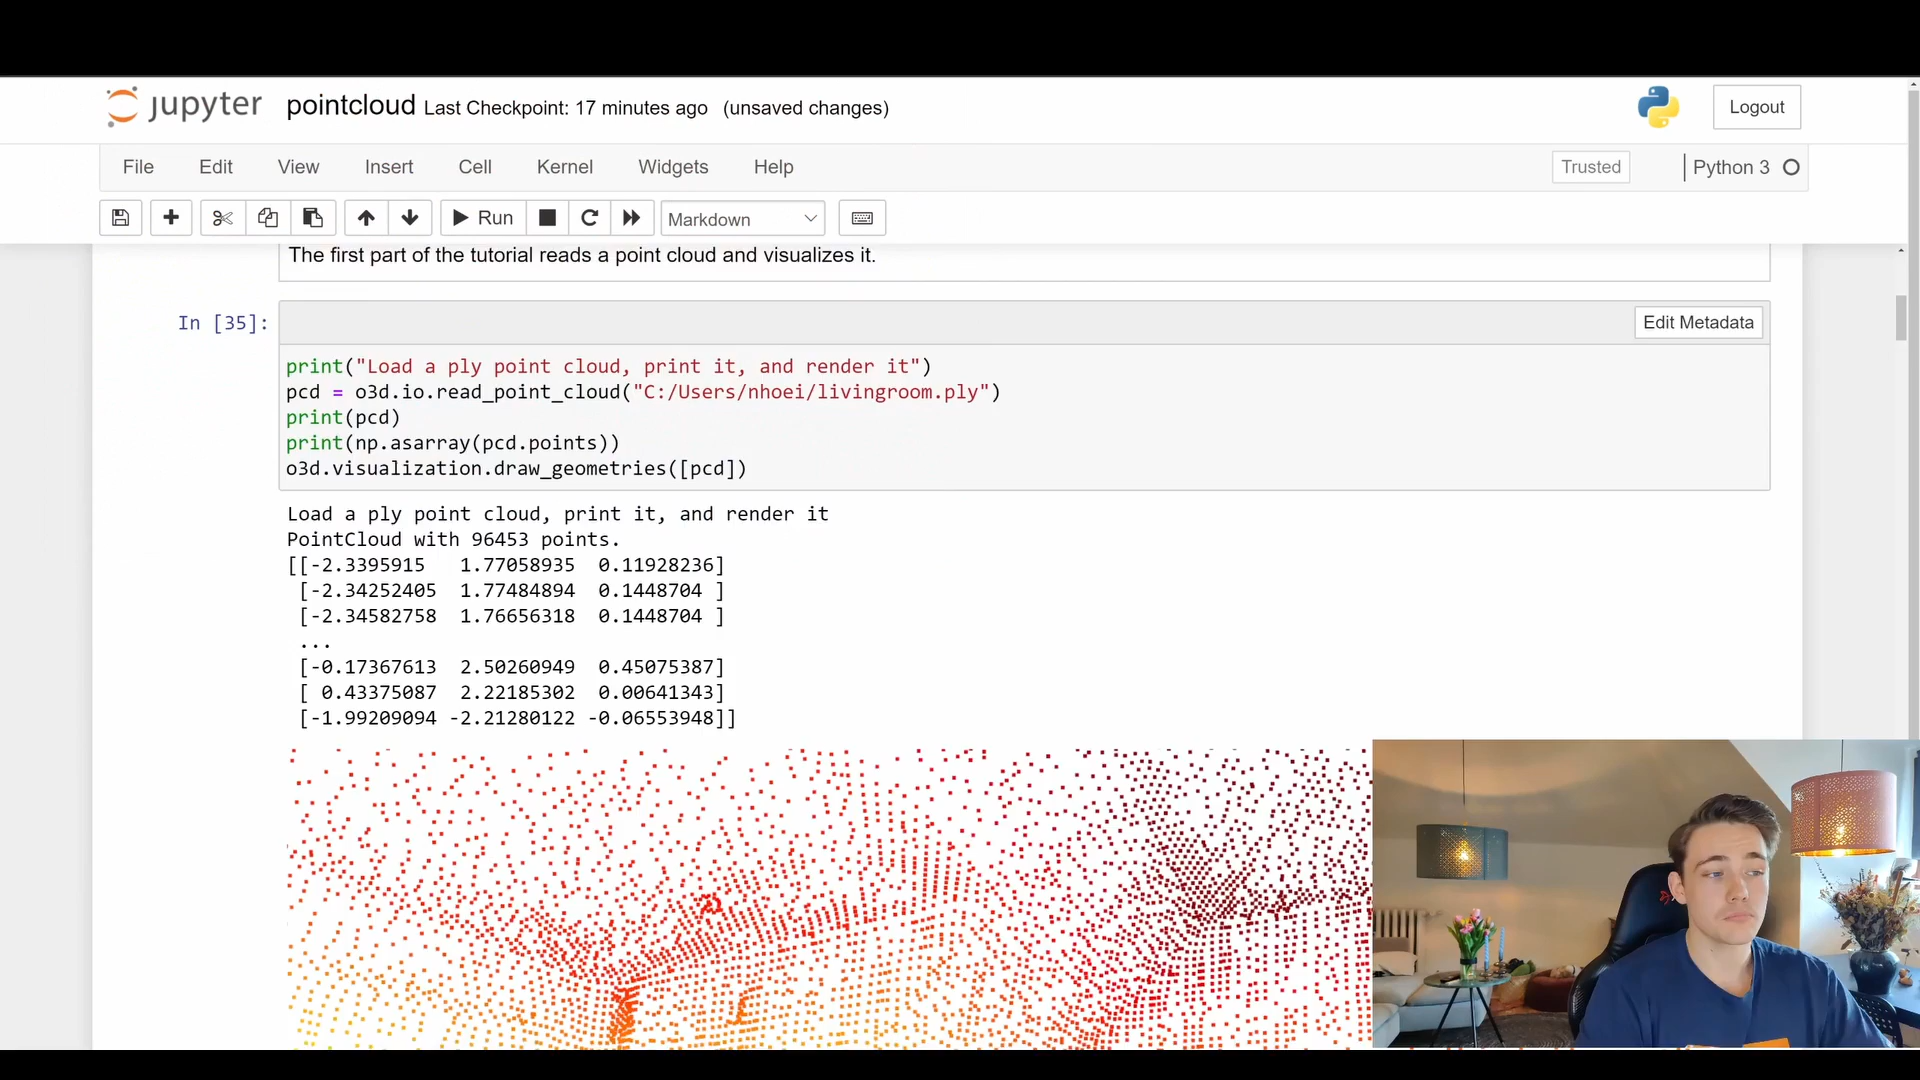 jupyter pointcloud Last Checkpoint: 17 minutes ago (unsaved changes) Logout
File Edit View Insert Cell Kernel Widgets Help Trusted Python 3
Run Markdown
The first part of the tutorial reads a point cloud and visualizes it.
In [35]: Edit Metadata
print("Load a ply point cloud, print it, and render it")
pcd = o3d.io.read_point_cloud("C:/Users/nhoei/livingroom.ply")
print(pcd)
print(np.asarray(pcd.points))
o3d.visualization.draw_geometries([pcd])
Load a ply point cloud, print it, and render it
PointCloud with 96453 points.
[[-2.3395915   1.77058935  0.11928236]
 [-2.34252405  1.77484894  0.1448704 ]
 [-2.34582758  1.76656318  0.1448704 ]
 ...
 [-0.17367613  2.50260949  0.45075387]
 [ 0.43375087  2.22185302  0.00641343]
 [-1.99209094 -2.21280122 -0.06553948]]